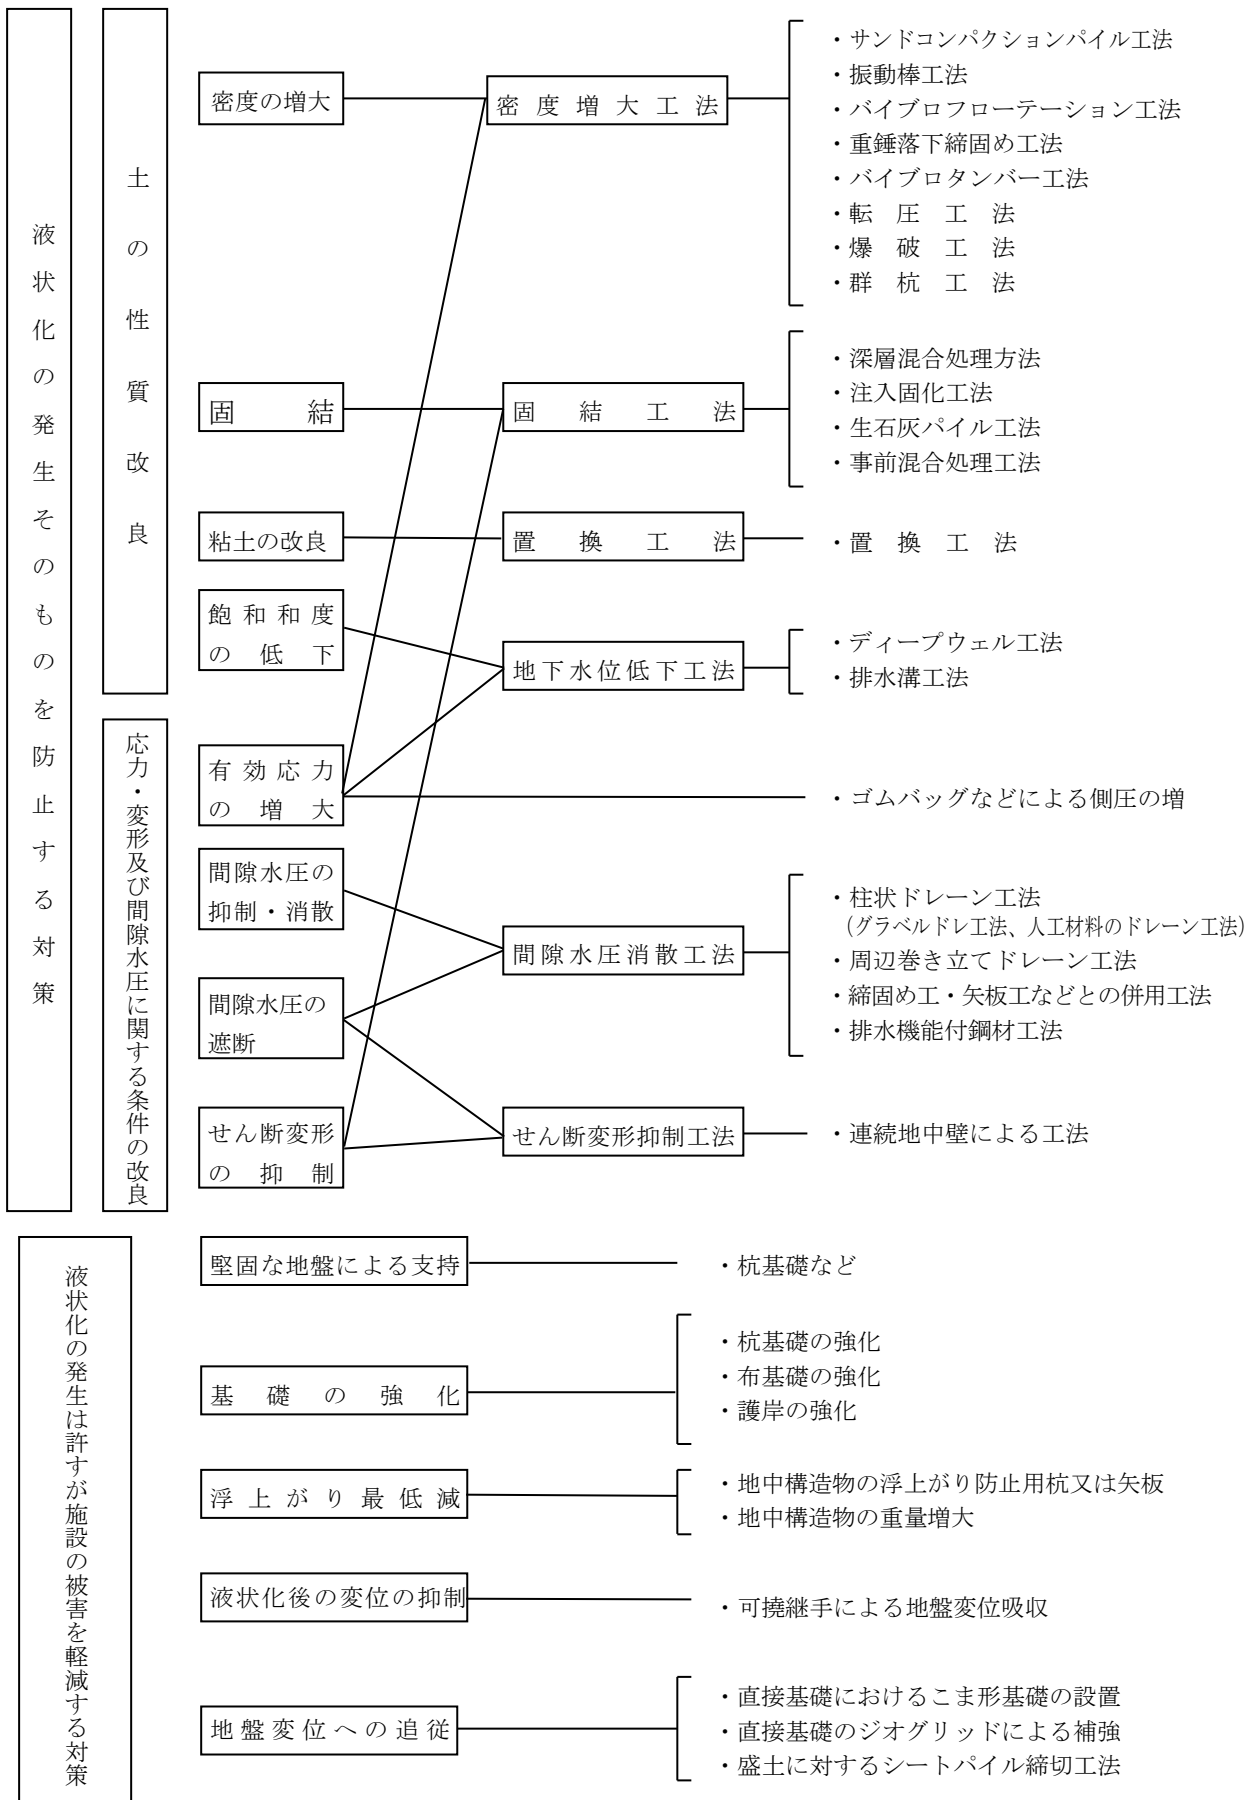 液状化の発生そのものを防止する対策
土の性質改良
密度の増大
密度増大工法
・サンドコンパクションパイル工法
・振動棒工法
・バイブロフローテーション工法
・重錘落下締固め工法
・バイブロタンパー工法
・転圧工法
・爆破工法
・群杭工法
固結
固結工法
・深層混合処理方法
・注入固化工法
・生石灰パイル工法
・事前混合処理工法
粘土の改良
置換工法
・置換工法
飽和和度
の低下
地下水位低下工法
・ディープウェル工法
・排水溝工法
応力・変形及び間隙水圧に関する条件の改良
有効応力
の増大
・ゴムバッグなどによる側圧の増
間隙水圧の
抑制・消散
間隙水圧消散工法
・柱状ドレーン工法
(グラベルドレ工法、人工材料のドレーン工法)
・周辺巻き立てドレーン工法
・締固め工・矢板工などとの併用工法
・排水機能付鋼材工法
間隙水圧の
遮断
せん断変形
の抑制
せん断変形抑制工法
・連続地中壁による工法
液状化の発生は許すが施設の被害を軽減する対策
堅固な地盤による支持
・杭基礎など
基礎の強化
・杭基礎の強化
・布基礎の強化
・護岸の強化
浮上がり最低減
・地中構造物の浮上がり防止用杭又は矢板
・地中構造物の重量増大
液状化後の変位の抑制
・可撓継手による地盤変位吸収
地盤変位への追従
・直接基礎におけるこま形基礎の設置
・直接基礎のジオグリッドによる補強
・盛土に対するシートパイル締切工法